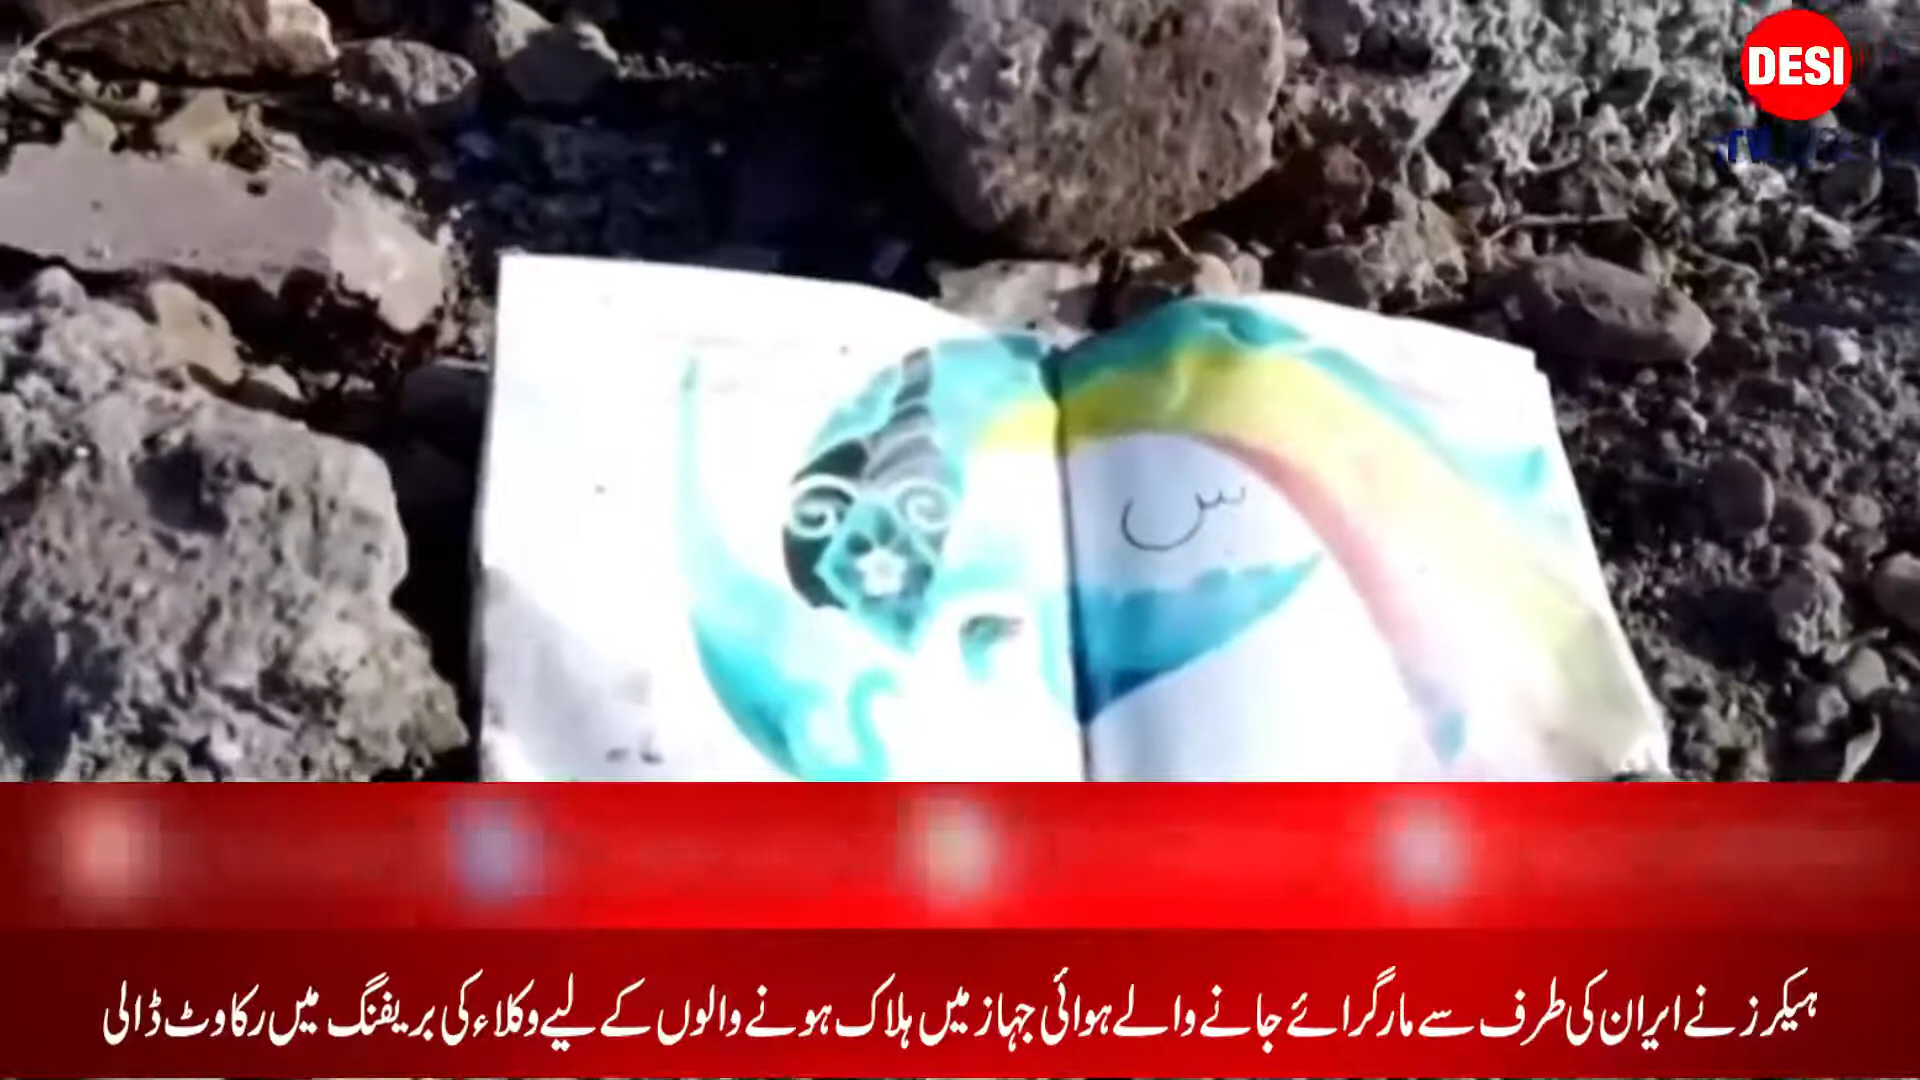 DESI
TV
س
ہیکرز نے ایران کی طرف سے مار گرائے جانے والے ہوائی جہاز میں ہلاک ہونے والوں کے لیے وکلاء کی بریفنگ میں رکاوٹ ڈالی